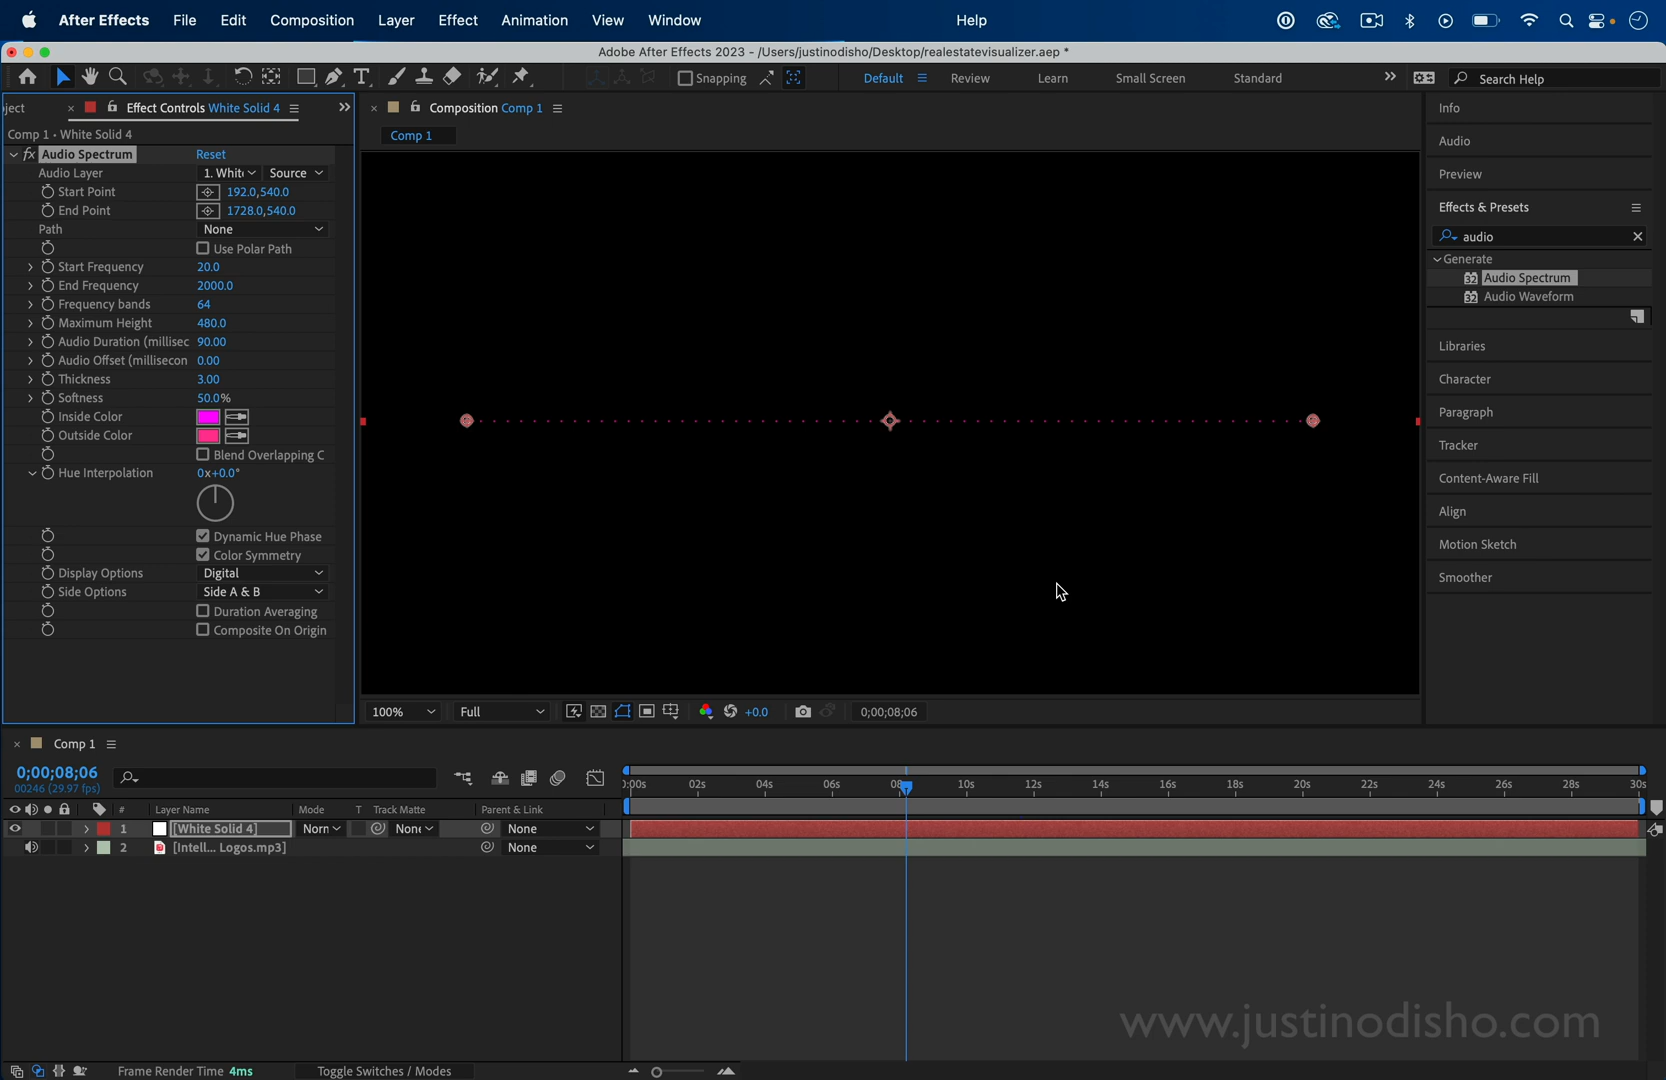 After Effects File Edit Composition Layer Effect Animation View Window Help
Adobe After Effects 2023 - /Users/justinodisho/Desktop/realestatevisualizer.aep *
Snapping Default Review Learn Small Screen Standard Search Help
ject Effect Controls White Solid 4
Composition Comp 1
Info
Comp 1 • White Solid 4
Comp 1
fx Audio Spectrum Reset
Audio Layer 1. White Source
Start Point 192.0,540.0
End Point 1728.0,540.0
Path None
Use Polar Path
Start Frequency 20.0
End Frequency 2000.0
Frequency bands 64
Maximum Height 480.0
Audio Duration (millisec 90.00
Audio Offset (millisecon 0.00
Thickness 3.00
Softness 50.0%
Inside Color
Outside Color
Blend Overlapping C
Hue Interpolation 0x+0.0°
Dynamic Hue Phase
Color Symmetry
Display Options Digital
Side Options Side A & B
Duration Averaging
Composite On Origin
Audio
Preview
Effects & Presets
audio
Generate
32 Audio Spectrum
32 Audio Waveform
Libraries
Character
Paragraph
Tracker
Content-Aware Fill
Align
Motion Sketch
Smoother
100% Full +0.0 0;00;08;06
Comp 1
0;00;08;06
00246 (29.97 fps)
):00s 02s 04s 06s 08s 10s 12s 14s 16s 18s 20s 22s 24s 26s 28s 30s
# Layer Name Mode T Track Matte Parent & Link
1 [White Solid 4] Norn None None
2 [Intell... Logos.mp3] None
www.justinodisho.com
Frame Render Time 4ms Toggle Switches / Modes